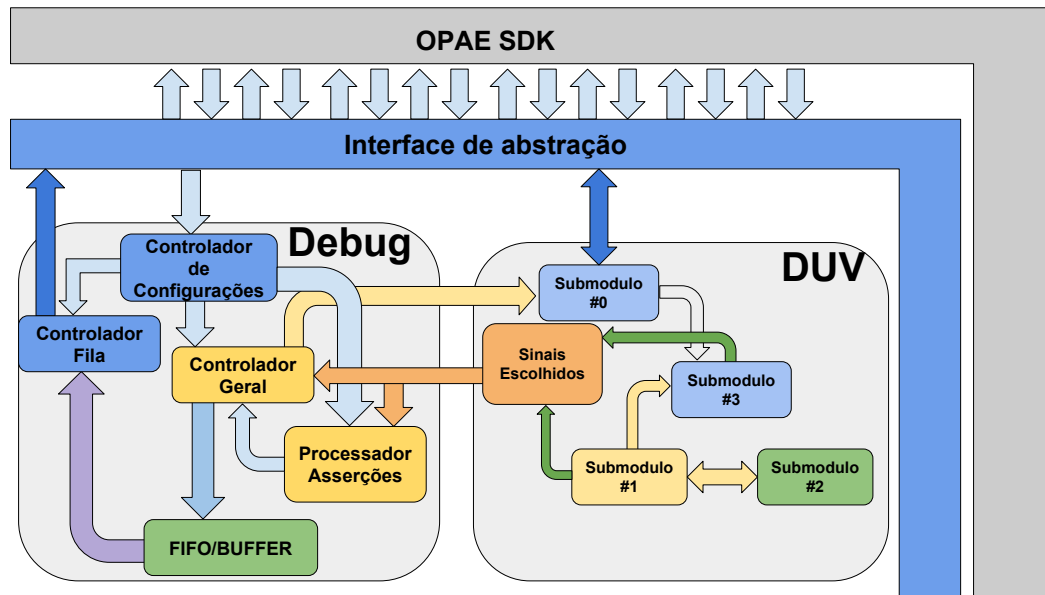 OPAE SDK
Interface de abstração
Debug
Controlador
de
Configurações
Controlador
Fila
Controlador
Geral
Processador
Asserções
FIFO/BUFFER
DUV
Submodulo
#0
Sinais
Escolhidos
Submodulo
#3
Submodulo
#1
Submodulo
#2